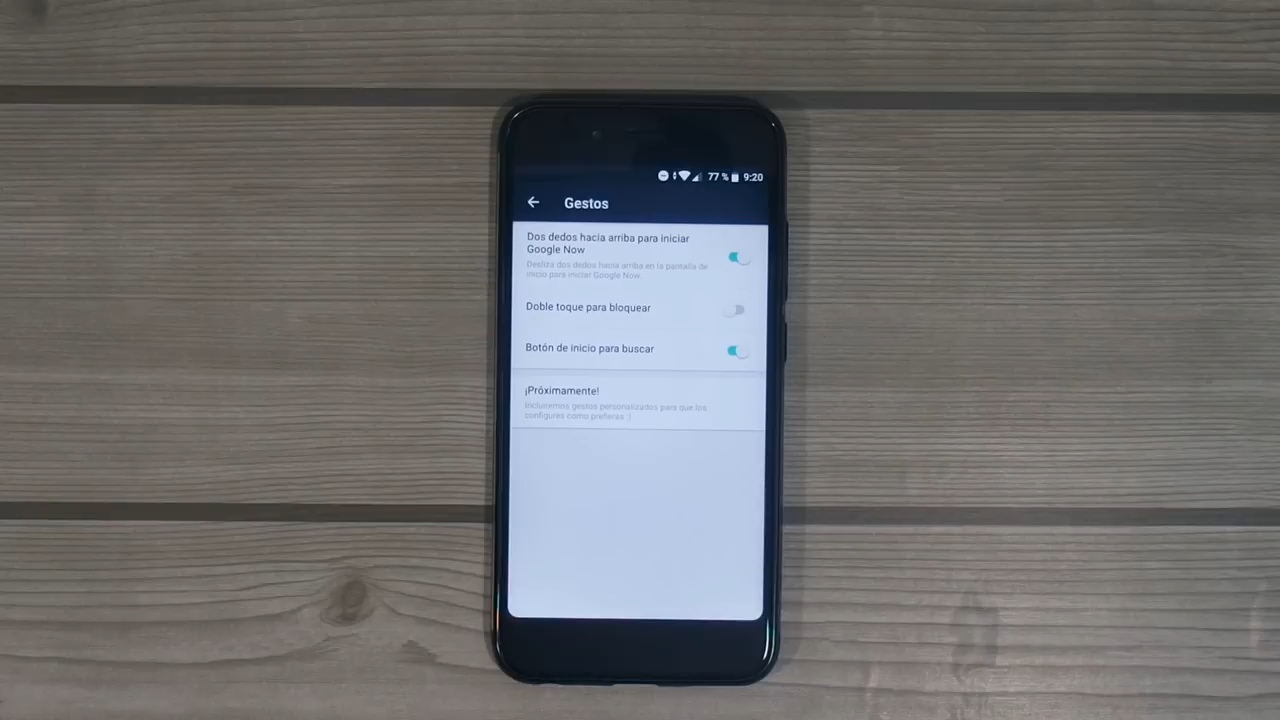 77 % 9:20
Gestos
Dos dedos hacia arriba para iniciar
Google Now
Desliza dos dedos hacia arriba en la pantalla de
inicio para iniciar Google Now.
Doble toque para bloquear
Botón de inicio para buscar
¡Próximamente!
Incluiremos gestos personalizados para que los
configures como prefieras :)